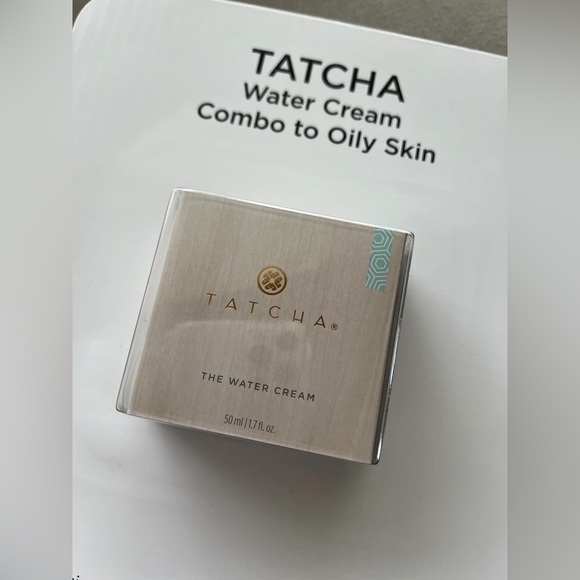 TATCHA
Water Cream
Combo to Oily Skin
TATCHA®
THE WATER CREAM
50 ml | 1.7 fl. oz.